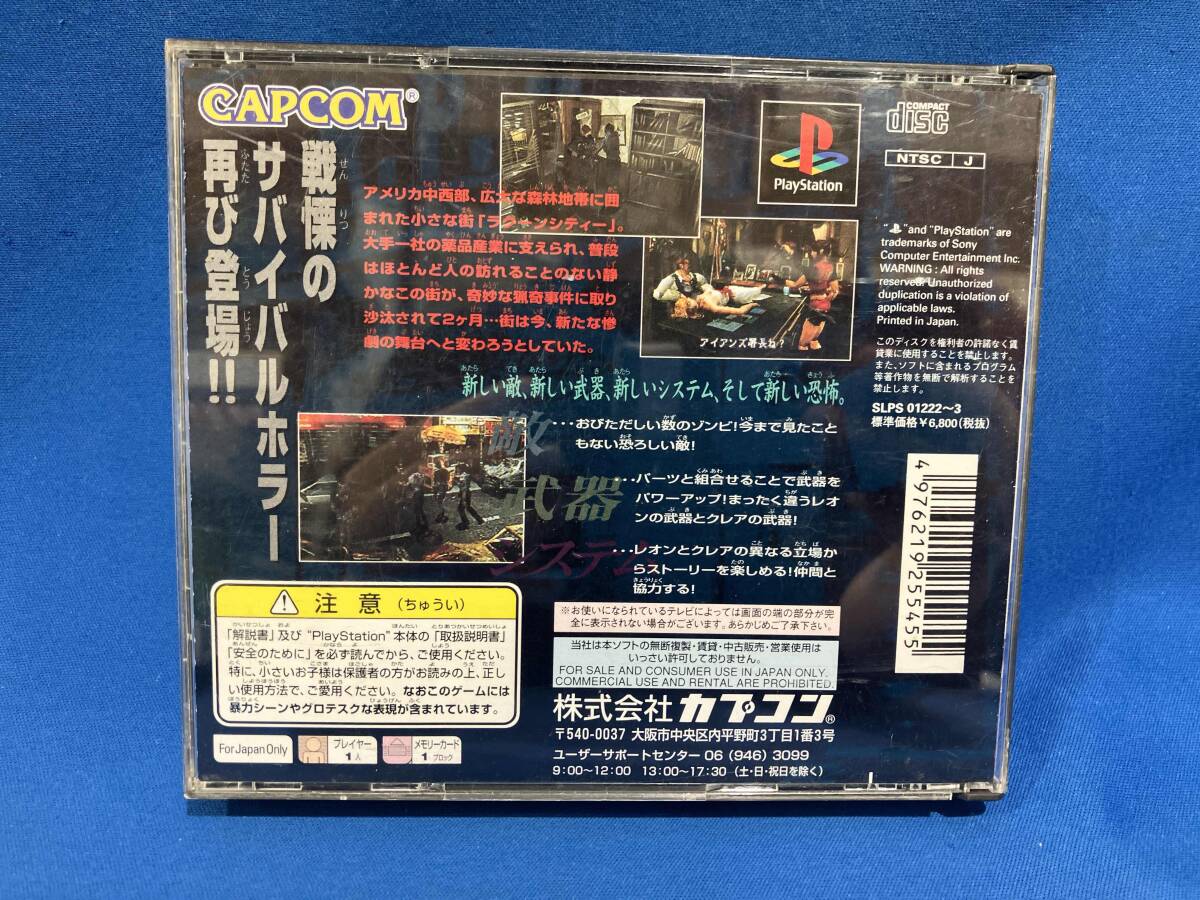 CAPCOM®
戦慄の
サバイバルホラー
再び登場!!
アメリカ中西部、広大な森林地帯に囲
まれた小さな街「ラクーンシティー」。
大手一社の薬品産業に支えられ、普段
はほとんど人の訪れることのない静
かなこの街が、奇妙な猟奇事件に取り
沙汰されて2ヶ月…街は今、新たな惨
劇の舞台へと変わろうとしていた。
アイアンズ署長ね?
PlayStation
COMPACT
disc
NTSC J
"PS" and "PlayStation" are
trademarks of Sony
Computer Entertainment Inc.
WARNING : All rights
reserved. Unauthorized
duplication is a violation of
applicable laws.
Printed in Japan.
このディスクを権利者の許諾なく賃
貸業に使用することを禁止します。
また、ソフトに含まれるプログラム
等著作物を無断で解析することを
禁止します。
SLPS 01222〜3
標準価格¥6,800(税抜)
新しい敵、新しい武器、新しいシステム、そして新しい恐怖。
敵
…おびただしい数のゾンビ!今まで見たこと
もない恐ろしい敵!
武器
…パーツと組合せることで武器を
パワーアップ!まったく違うレオ
ンの武器とクレアの武器!
システム
…レオンとクレアの異なる立場か
らストーリーを楽しめる!仲間と
協力する!
4976219255455
※お使いになられているテレビによっては画面の端の部分が完
全に表示されない場合がございます。あらかじめご了承下さい。
当社は本ソフトの無断複製・賃貸・中古販売・営業使用は
いっさい許可しておりません。
FOR SALE AND CONSUMER USE IN JAPAN ONLY.
COMMERCIAL USE AND RENTAL ARE PROHIBITED.
株式会社 カプコン®
〒540-0037 大阪市中央区内平野町3丁目1番3号
ユーザーサポートセンター 06 (946) 3099
9:00〜12:00 13:00〜17:30 (土・日・祝日を除く)
注意(ちゅうい)
「解説書」及び "PlayStation" 本体の「取扱説明書」
「安全のために」を必ず読んでから、ご使用ください。
特に、小さいお子様は保護者の方がお読みの上、正し
い使用方法で、ご愛用ください。なおこのゲームには
暴力シーンやグロテスクな表現が含まれています。
For Japan Only
プレイヤー
1人
メモリーカード
1ブロック